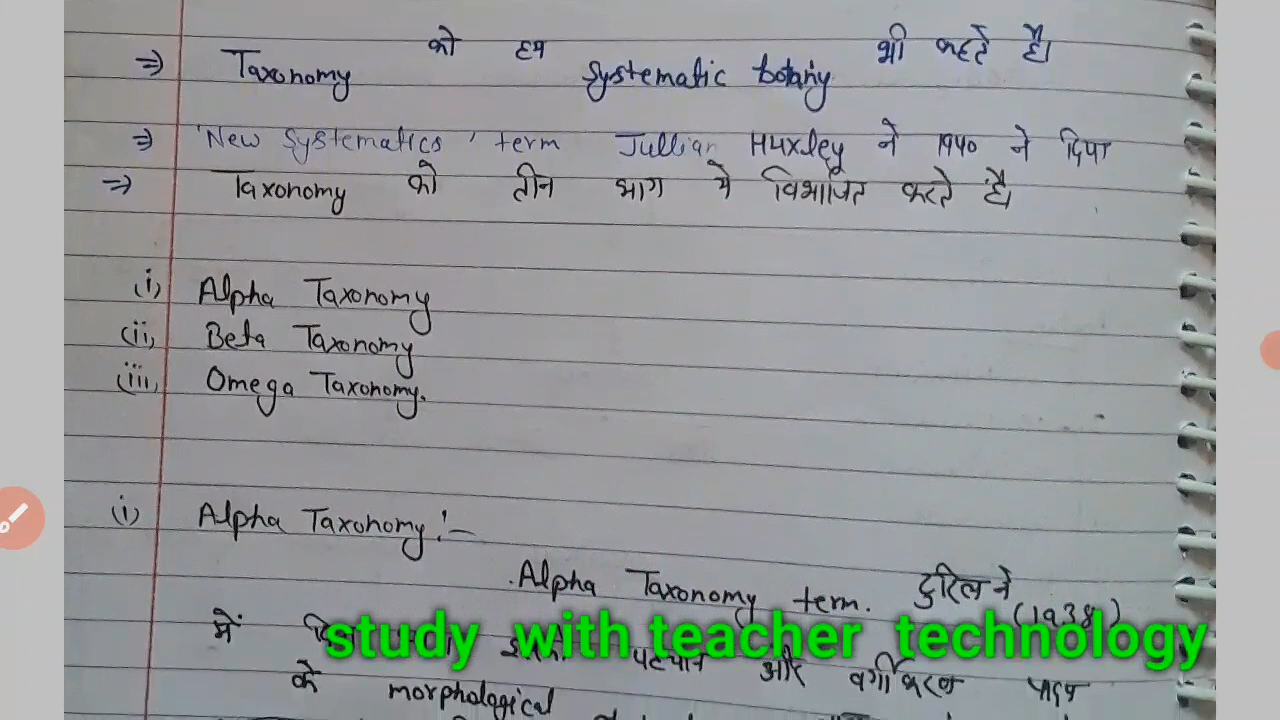 ⇒ Taxonomy को हम Systematic botany भी कहते है।
⇒ 'New Systematics' term Jullian Huxley ने 1940 ने दिया
⇒ Taxonomy को तीन भाग मे विभाजित करते है।
(i) Alpha Taxonomy
(ii) Beta Taxonomy
(iii) Omega Taxonomy.
(i) Alpha Taxonomy :-
Alpha Taxonomy term. टुरिल ने
(1938)
में पहचान और वर्गीकरण पादप
study with teacher technology
के morphological